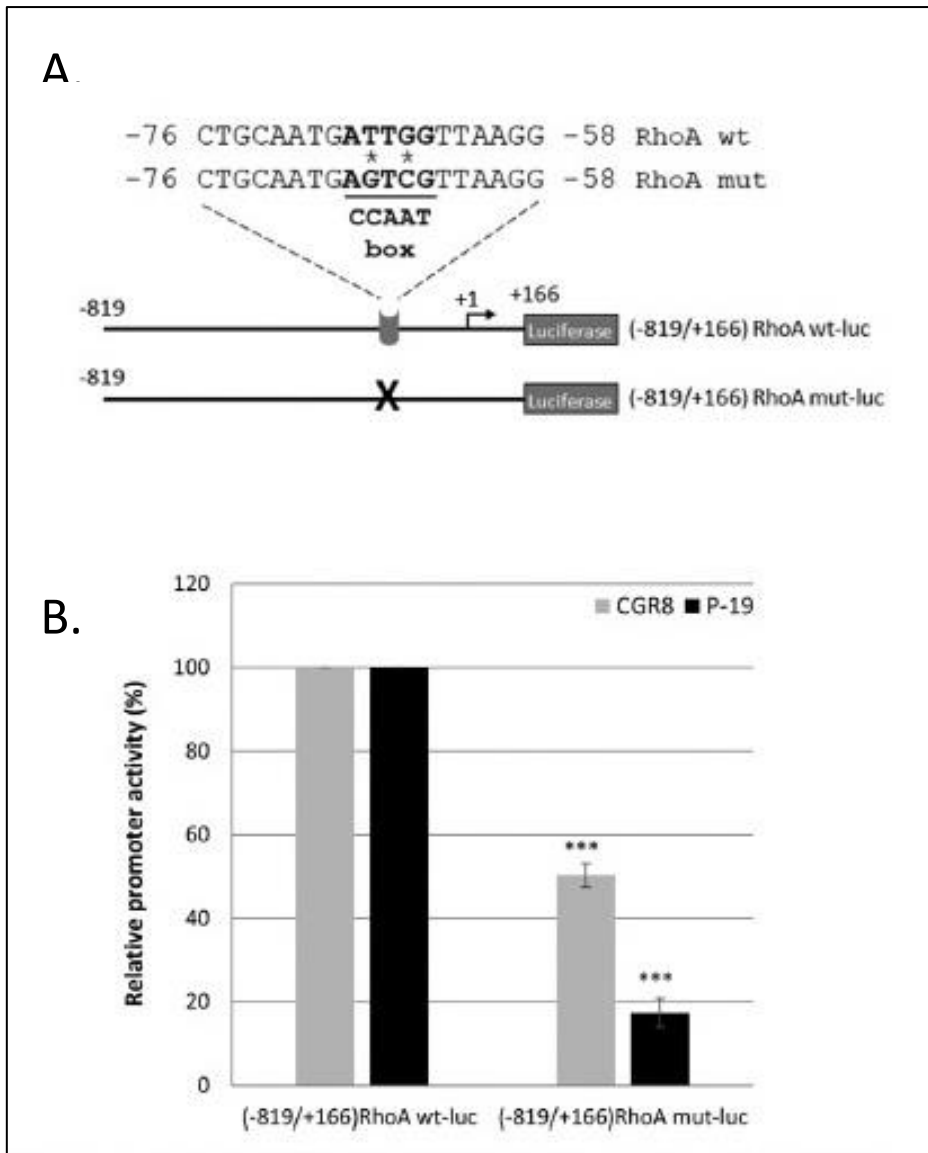 A.
-76 CTGCAATGATTGGTTAAGG -58 RhoA wt
* *
-76 CTGCAATGAGTCGTTAAGG -58 RhoA mut
CCAAT
box
-819 +1 +166
Luciferase (-819/+166) RhoA wt-luc
-819
X Luciferase (-819/+166) RhoA mut-luc
B.
120
CGR8 P-19
100
80
60
***
40
20
***
0
Relative promoter activity (%)
(-819/+166)RhoA wt-luc (-819/+166)RhoA mut-luc